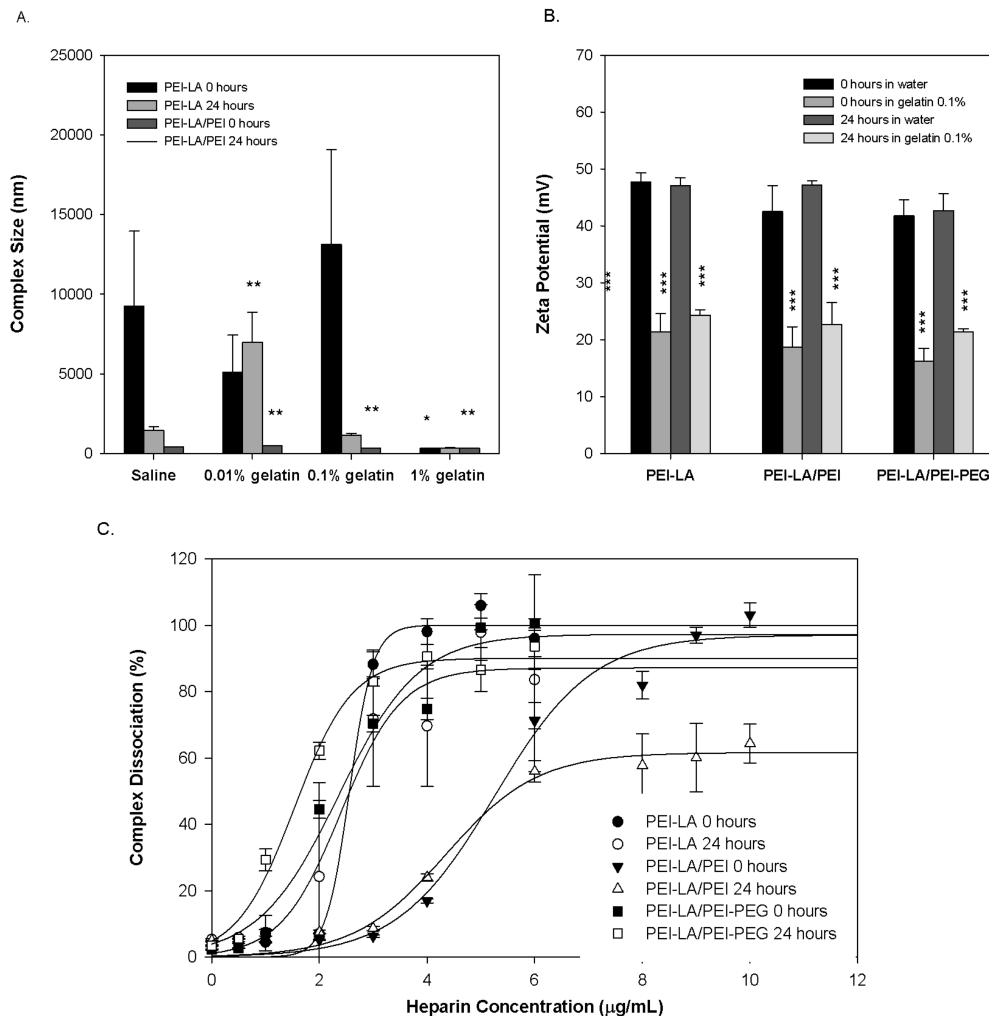 A.
25000
20000
15000
10000
5000
0
Complex Size (nm)
PEI-LA 0 hours
PEI-LA 24 hours
PEI-LA/PEI 0 hours
PEI-LA/PEI 24 hours
**
**
**
*
**
Saline
0.01% gelatin
0.1% gelatin
1% gelatin
B.
70
60
50
40
30
20
10
0
Zeta Potential (mV)
0 hours in water
0 hours in gelatin 0.1%
24 hours in water
24 hours in gelatin 0.1%
***
***
***
***
***
***
***
PEI-LA
PEI-LA/PEI
PEI-LA/PEI-PEG
C.
120
100
80
60
40
20
0
Complex Dissociation (%)
PEI-LA 0 hours
PEI-LA 24 hours
PEI-LA/PEI 0 hours
PEI-LA/PEI 24 hours
PEI-LA/PEI-PEG 0 hours
PEI-LA/PEI-PEG 24 hours
0
2
4
6
8
10
12
Heparin Concentration (μg/mL)